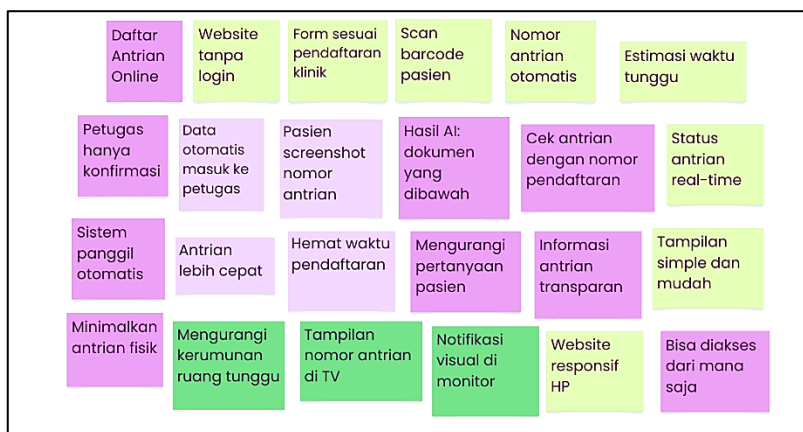 Daftar
Antrian
Online
Website
tanpa
login
Form sesuai
pendaftaran
klinik
Scan
barcode
pasien
Nomor
antrian
otomatis
Estimasi waktu
tunggu
Petugas
hanya
konfirmasi
Data
otomatis
masuk ke
petugas
Pasien
screenshot
nomor
antrian
Hasil AI:
dokumen
yang
dibawah
Cek antrian
dengan nomor
pendaftaran
Status
antrian
real-time
Sistem
panggil
otomatis
Antrian
lebih cepat
Hemat waktu
pendaftaran
Mengurangi
pertanyaan
pasien
Informasi
antrian
transparan
Tampilan
simple dan
mudah
Minimalkan
antrian fisik
Mengurangi
kerumunan
ruang tunggu
Tampilan
nomor antrian
di TV
Notifikasi
visual di
monitor
Website
responsif
HP
Bisa diakses
dari mana
saja